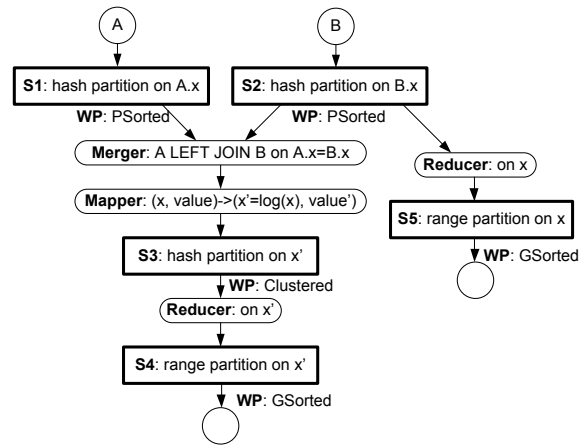 A
B
S1: hash partition on A.x
S2: hash partition on B.x
WP: PSorted
WP: PSorted
Merger: A LEFT JOIN B on A.x=B.x
Reducer: on x
Mapper: (x, value)->(x’=log(x), value’)
S5: range partition on x
S3: hash partition on x’
WP: GSorted
WP: Clustered
Reducer: on x’
S4: range partition on x’
WP: GSorted